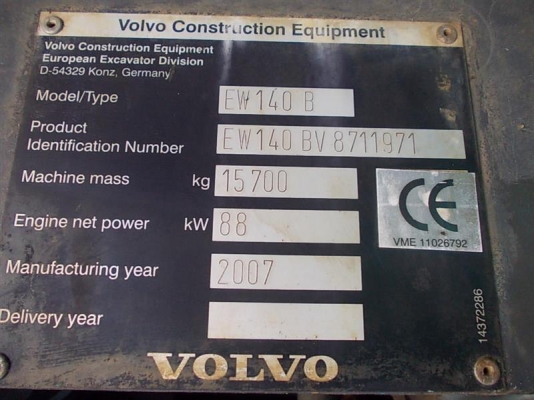 Volvo Construction Equipment
Volvo Construction Equipment
European Excavator Division
D-54329 Konz, Germany
Model/Type EW140 B
Product
Identification Number EW140 BV8711971
Machine mass kg 15700
Engine net power kW 88
CE
VME 11026792
Manufacturing year 2007
Delivery year
14372286
VOLVO